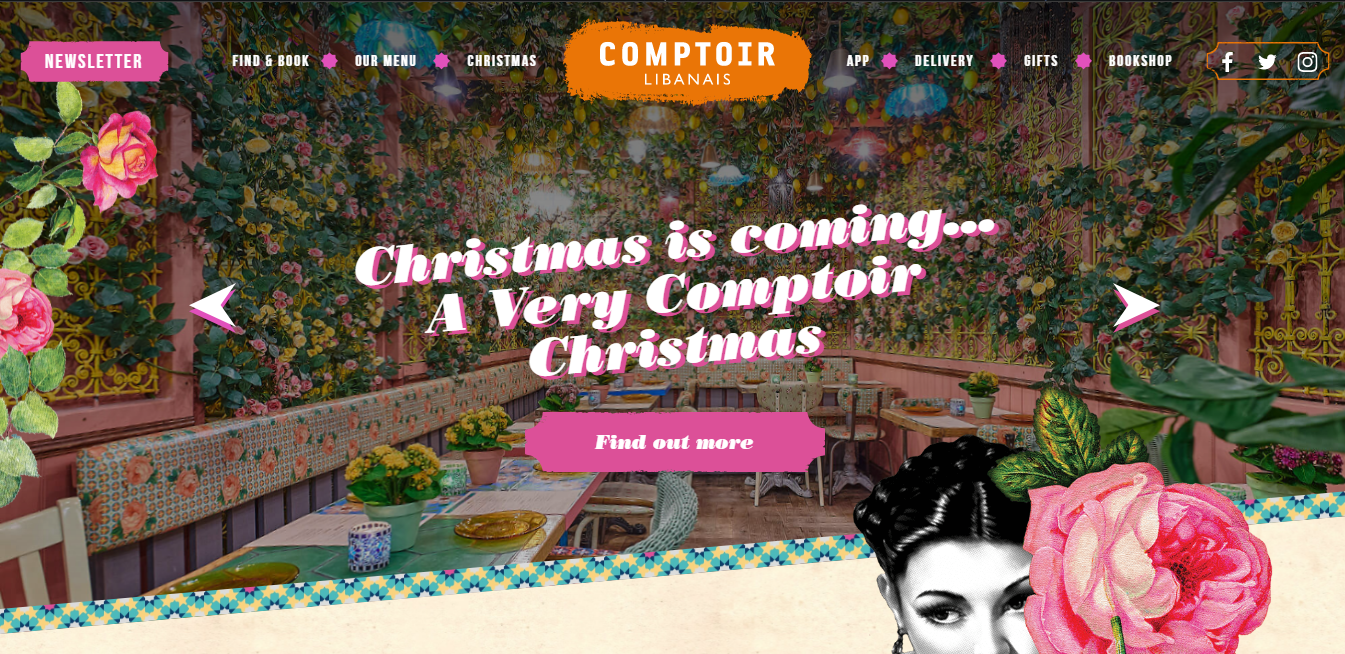 NEWSLETTER
FIND & BOOK
OUR MENU
CHRISTMAS
COMPTOIR
LIBANAIS
APP
DELIVERY
GIFTS
BOOKSHOP
Christmas is coming...
A Very Comptoir
Christmas
Find out more